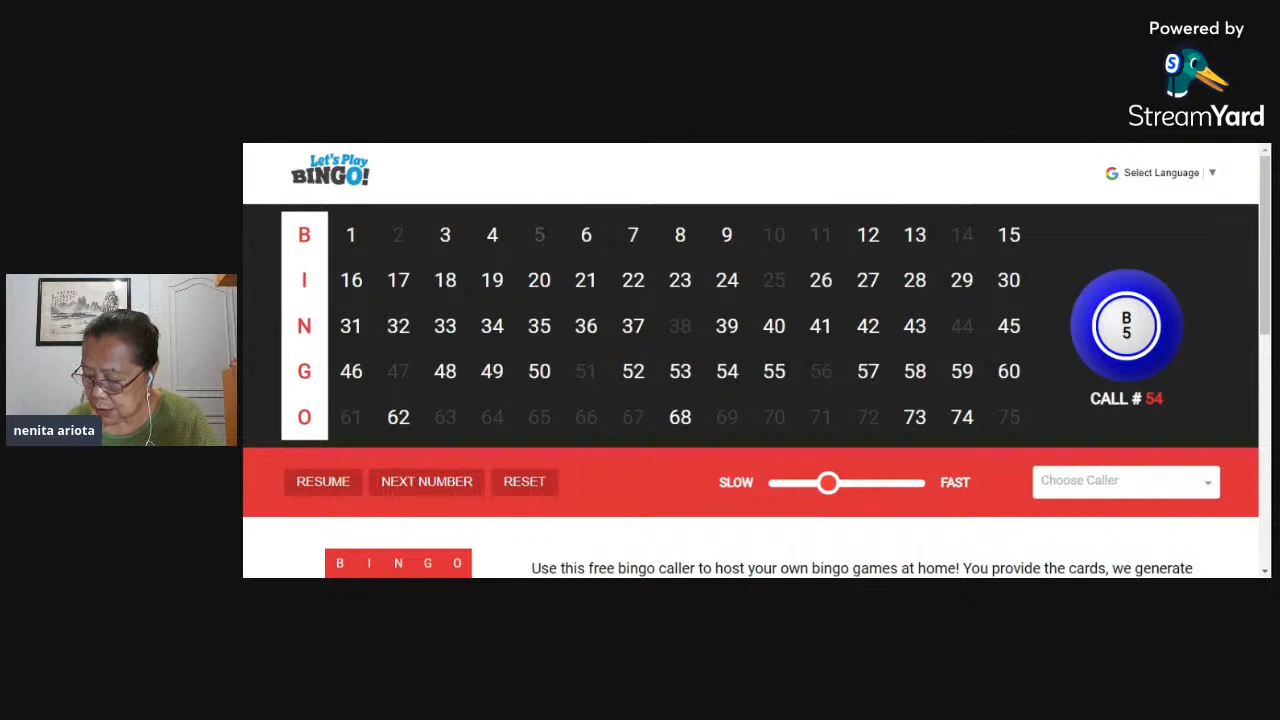 Powered by
StreamYard
Let's Play
BINGO!
Select Language
B 1 2 3 4 5 6 7 8 9 10 11 12 13 14 15
I 16 17 18 19 20 21 22 23 24 25 26 27 28 29 30
N 31 32 33 34 35 36 37 38 39 40 41 42 43 44 45
G 46 47 48 49 50 51 52 53 54 55 56 57 58 59 60
O 61 62 63 64 65 66 67 68 69 70 71 72 73 74 75
B
5
CALL # 54
nenita ariota
RESUME NEXT NUMBER RESET SLOW FAST Choose Caller
B I N G O
Use this free bingo caller to host your own bingo games at home! You provide the cards, we generate